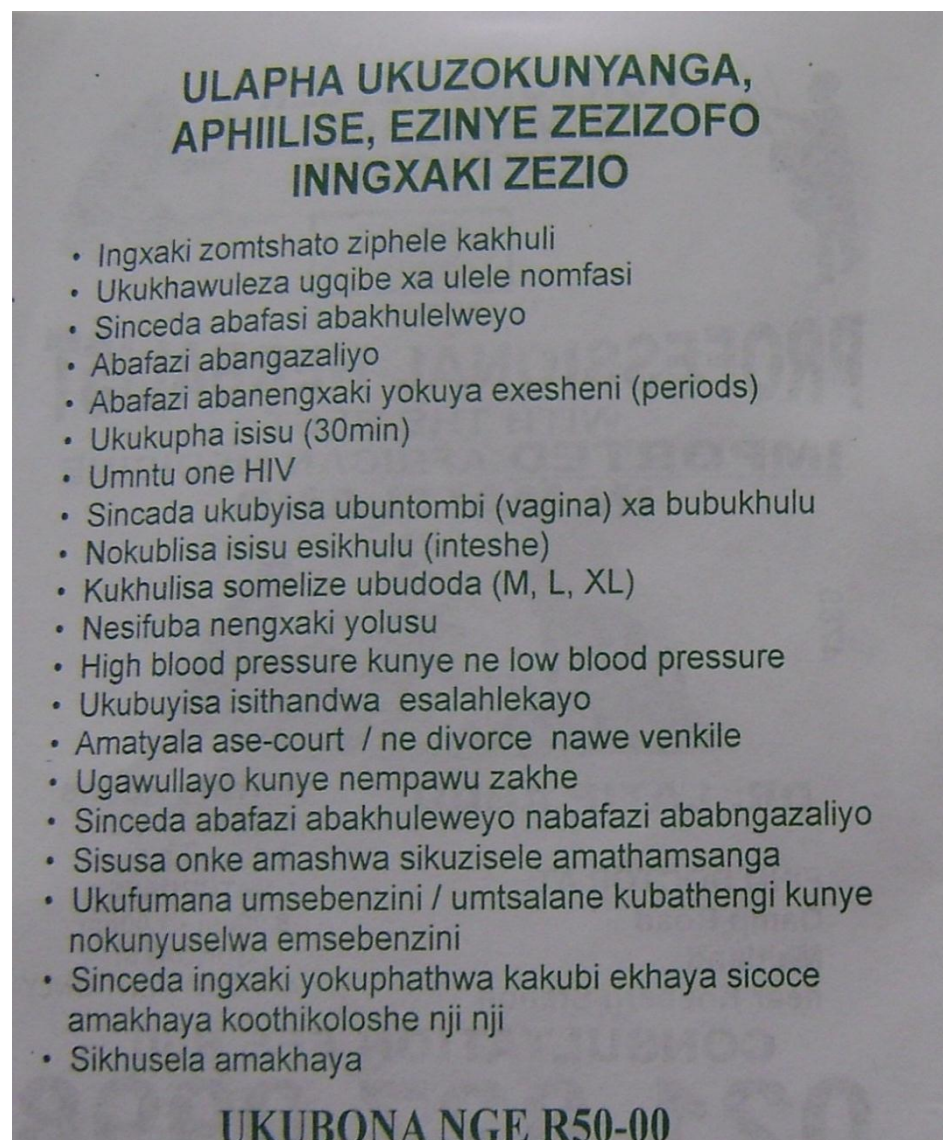 ULAPHA UKUZOKUNYANGA,
APHIILISE, EZINYE ZEZIZOFO
INNGXAKI ZEZIO
• Ingxaki zomtshato ziphele kakhuli
• Ukukhawuleza ugqibe xa ulele nomfasi
• Sinceda abafasi abakhulelweyo
• Abafazi abangazaliyo
• Abafazi abanengxaki yokuya exesheni (periods)
• Ukukupha isisu (30min)
• Umntu one HIV
• Sincada ukubyisa ubuntombi (vagina) xa bubukhulu
• Nokublisa isisu esikhulu (inteshe)
• Kukhulisa somelize ubudoda (M, L, XL)
• Nesifuba nengxaki yolusu
• High blood pressure kunye ne low blood pressure
• Ukubuyisa isithandwa esalahlekayo
• Amatyala ase-court / ne divorce nawe venkile
• Ugawullayo kunye nempawu zakhe
• Sinceda abafazi abakhuleweyo nabafazi ababngazaliyo
• Sisusa onke amashwa sikuzisele amathamsanga
• Ukufumana umsebenzini / umtsalane kubathengi kunye
nokunyuselwa emsebenzini
• Sinceda ingxaki yokuphathwa kakubi ekhaya sicoce
amakhaya koothikoloshe nji nji
• Sikhusela amakhaya
UKUBONA NGE R50-00